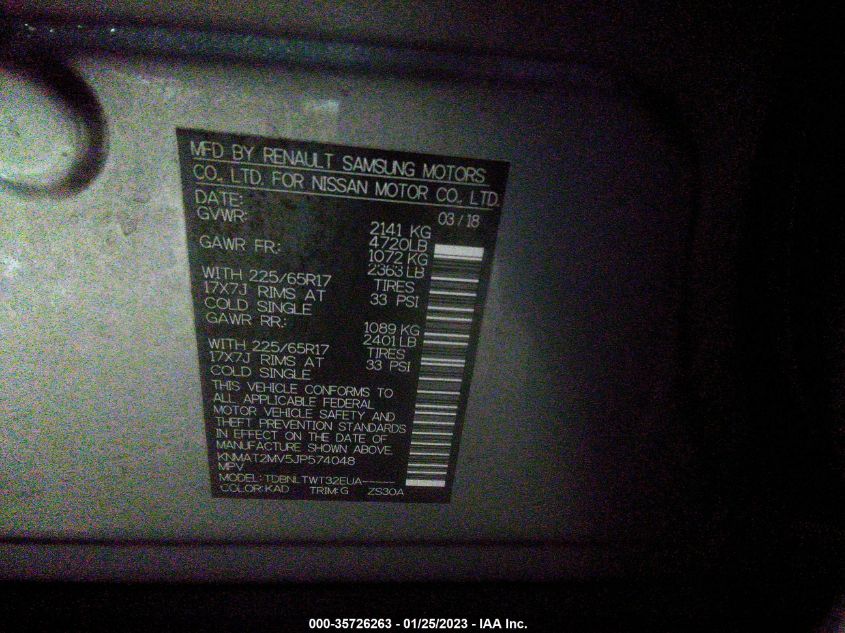 MFD BY RENAULT SAMSUNG MOTORS
CO., LTD. FOR NISSAN MOTOR CO., LTD.
DATE: 03 / 18
GVWR: 2141 KG
4720LB
GAWR FR.: 1072 KG
2363 LB
WITH 225/65R17 TIRES
17X7J RIMS AT 33 PSI
COLD SINGLE
GAWR RR.: 1089 KG
2401 LB
WITH 225/65R17 TIRES
17X7J RIMS AT 33 PSI
COLD SINGLE
THIS VEHICLE CONFORMS TO
ALL APPLICABLE FEDERAL
MOTOR VEHICLE SAFETY AND
THEFT PREVENTION STANDARDS
IN EFFECT ON THE DATE OF
MANUFACTURE SHOWN ABOVE.
KNMAT2MV5JP574048
MPV
MODEL: TDBNLTWT32EUA-----
COLOR: KAD TRIM: G ZS30A
000-35726263 - 01/25/2023 - IAA Inc.